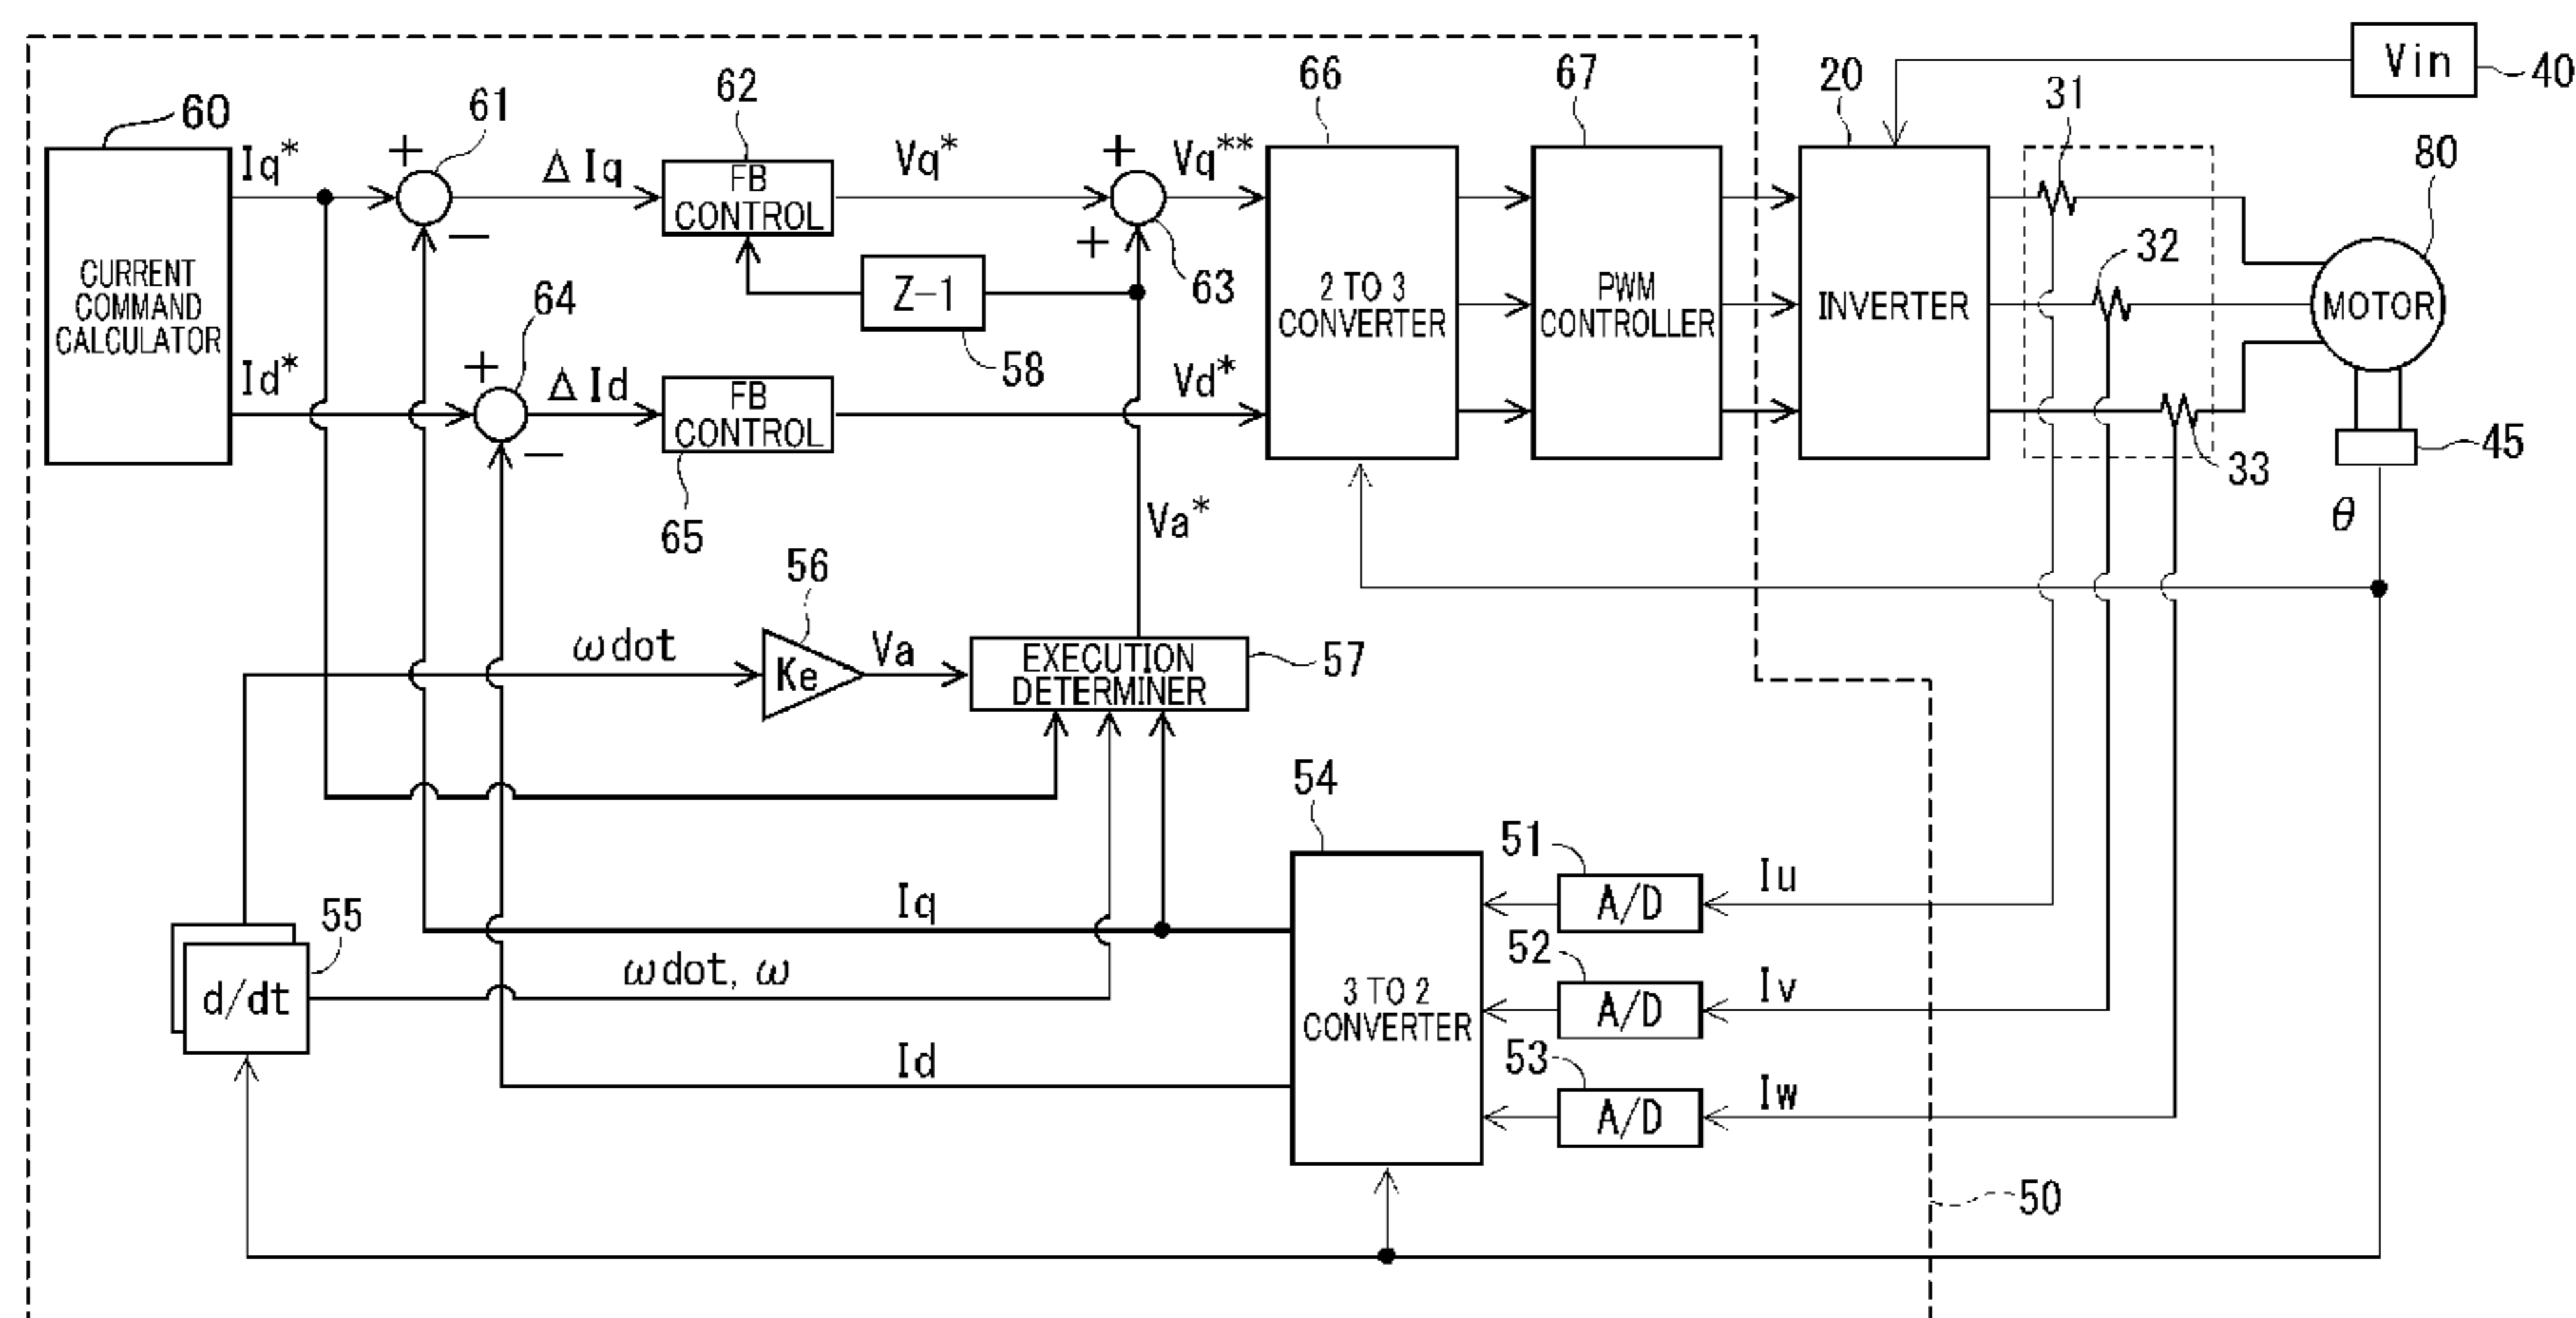 60
61
62
66
67
20
31
Vin
40
80
CURRENT
COMMAND
CALCULATOR
Iq*
+
−
ΔIq
FB
CONTROL
Vq*
+
+
Vq**
63
Z-1
58
Id*
64
+
−
ΔId
FB
CONTROL
65
Vd*
2 TO 3
CONVERTER
PWM
CONTROLLER
INVERTER
32
33
MOTOR
45
θ
Va*
56
ωdot
Ke
Va
EXECUTION
DETERMINER
57
54
51
A/D
Iu
52
A/D
Iv
53
A/D
Iw
3 TO 2
CONVERTER
Iq
55
d/dt
ωdot, ω
Id
50